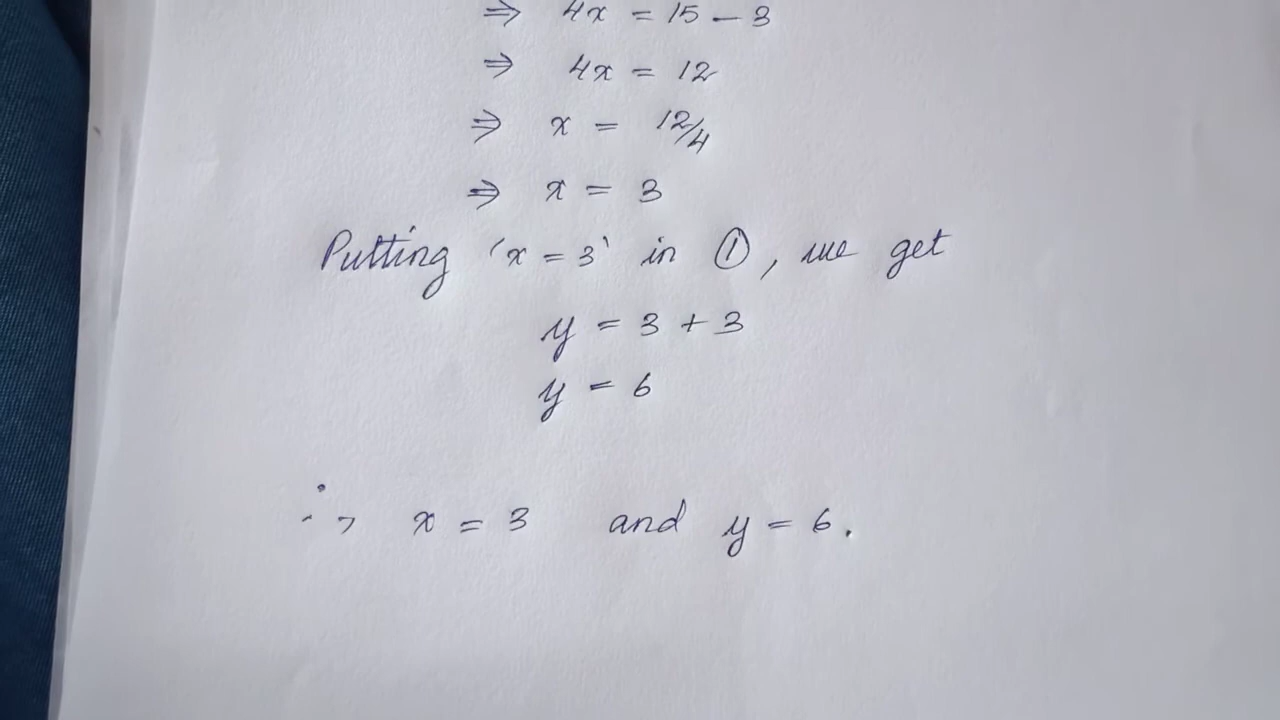 ⇒ 4x = 15 - 3
⇒ 4x = 12
⇒ x = 12/4
⇒ x = 3
Putting 'x = 3' in ①, we get
y = 3 + 3
y = 6
∴, x = 3 and y = 6.